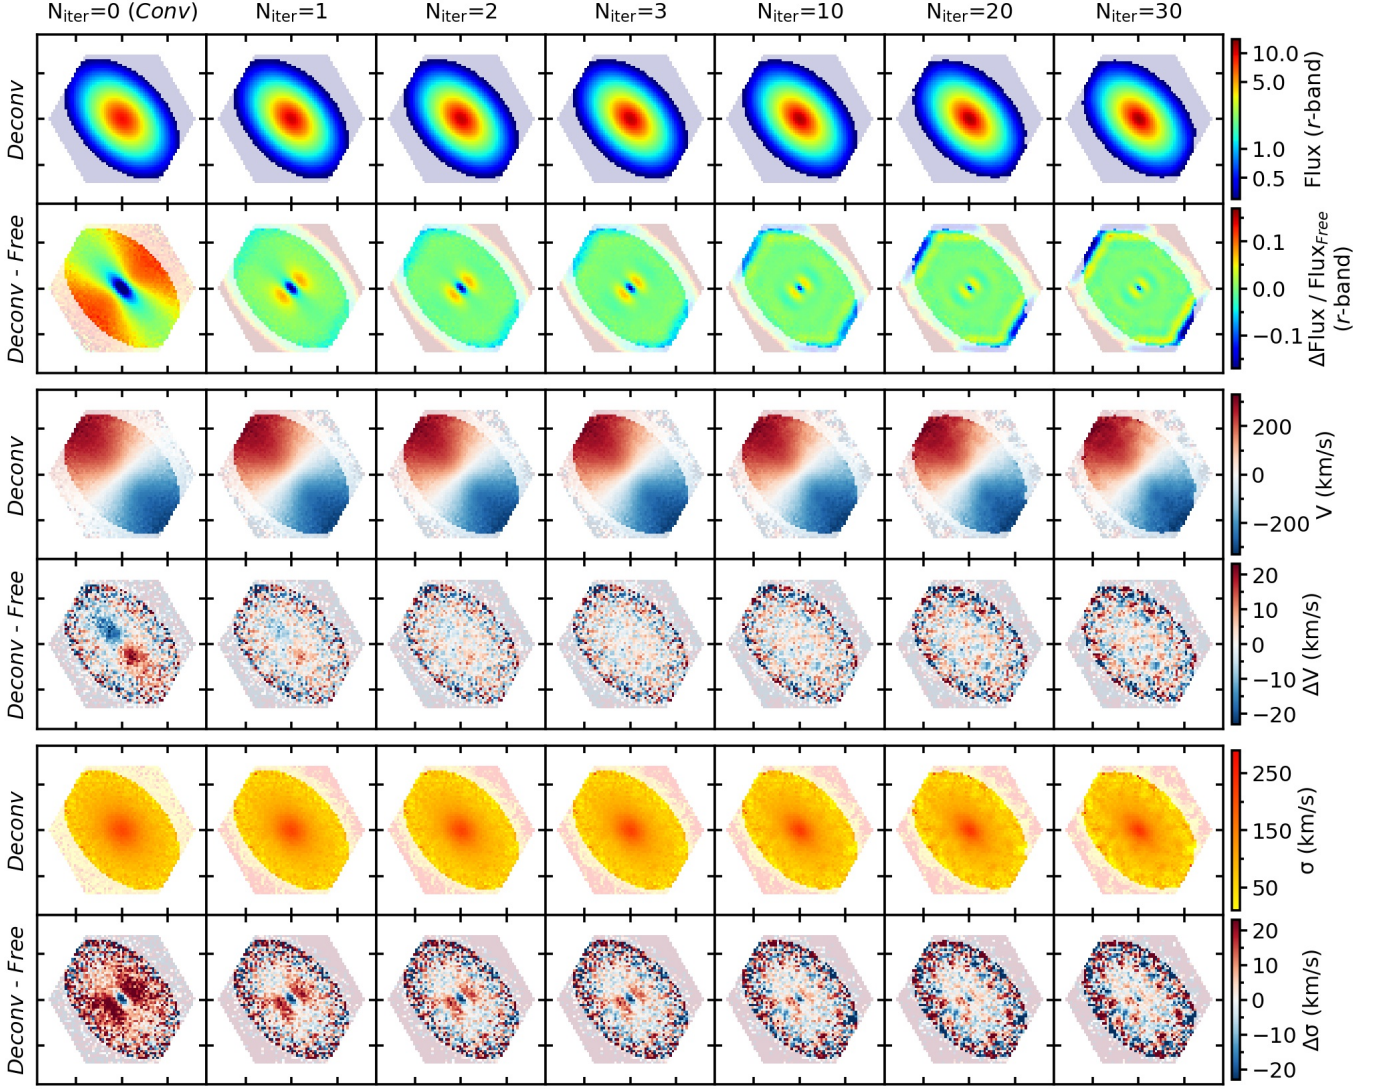 N_iter=0 (Conv) N_iter=1 N_iter=2 N_iter=3 N_iter=10 N_iter=20 N_iter=30
Deconv
10.0
5.0
1.0
0.5
Flux (r-band)
Deconv - Free
0.1
0.0
−0.1
ΔFlux / Flux_Free
(r-band)
Deconv
200
0
−200
V (km/s)
Deconv - Free
20
10
0
−10
−20
ΔV (km/s)
Deconv
250
150
50
σ (km/s)
Deconv - Free
20
10
0
−10
−20
Δσ (km/s)